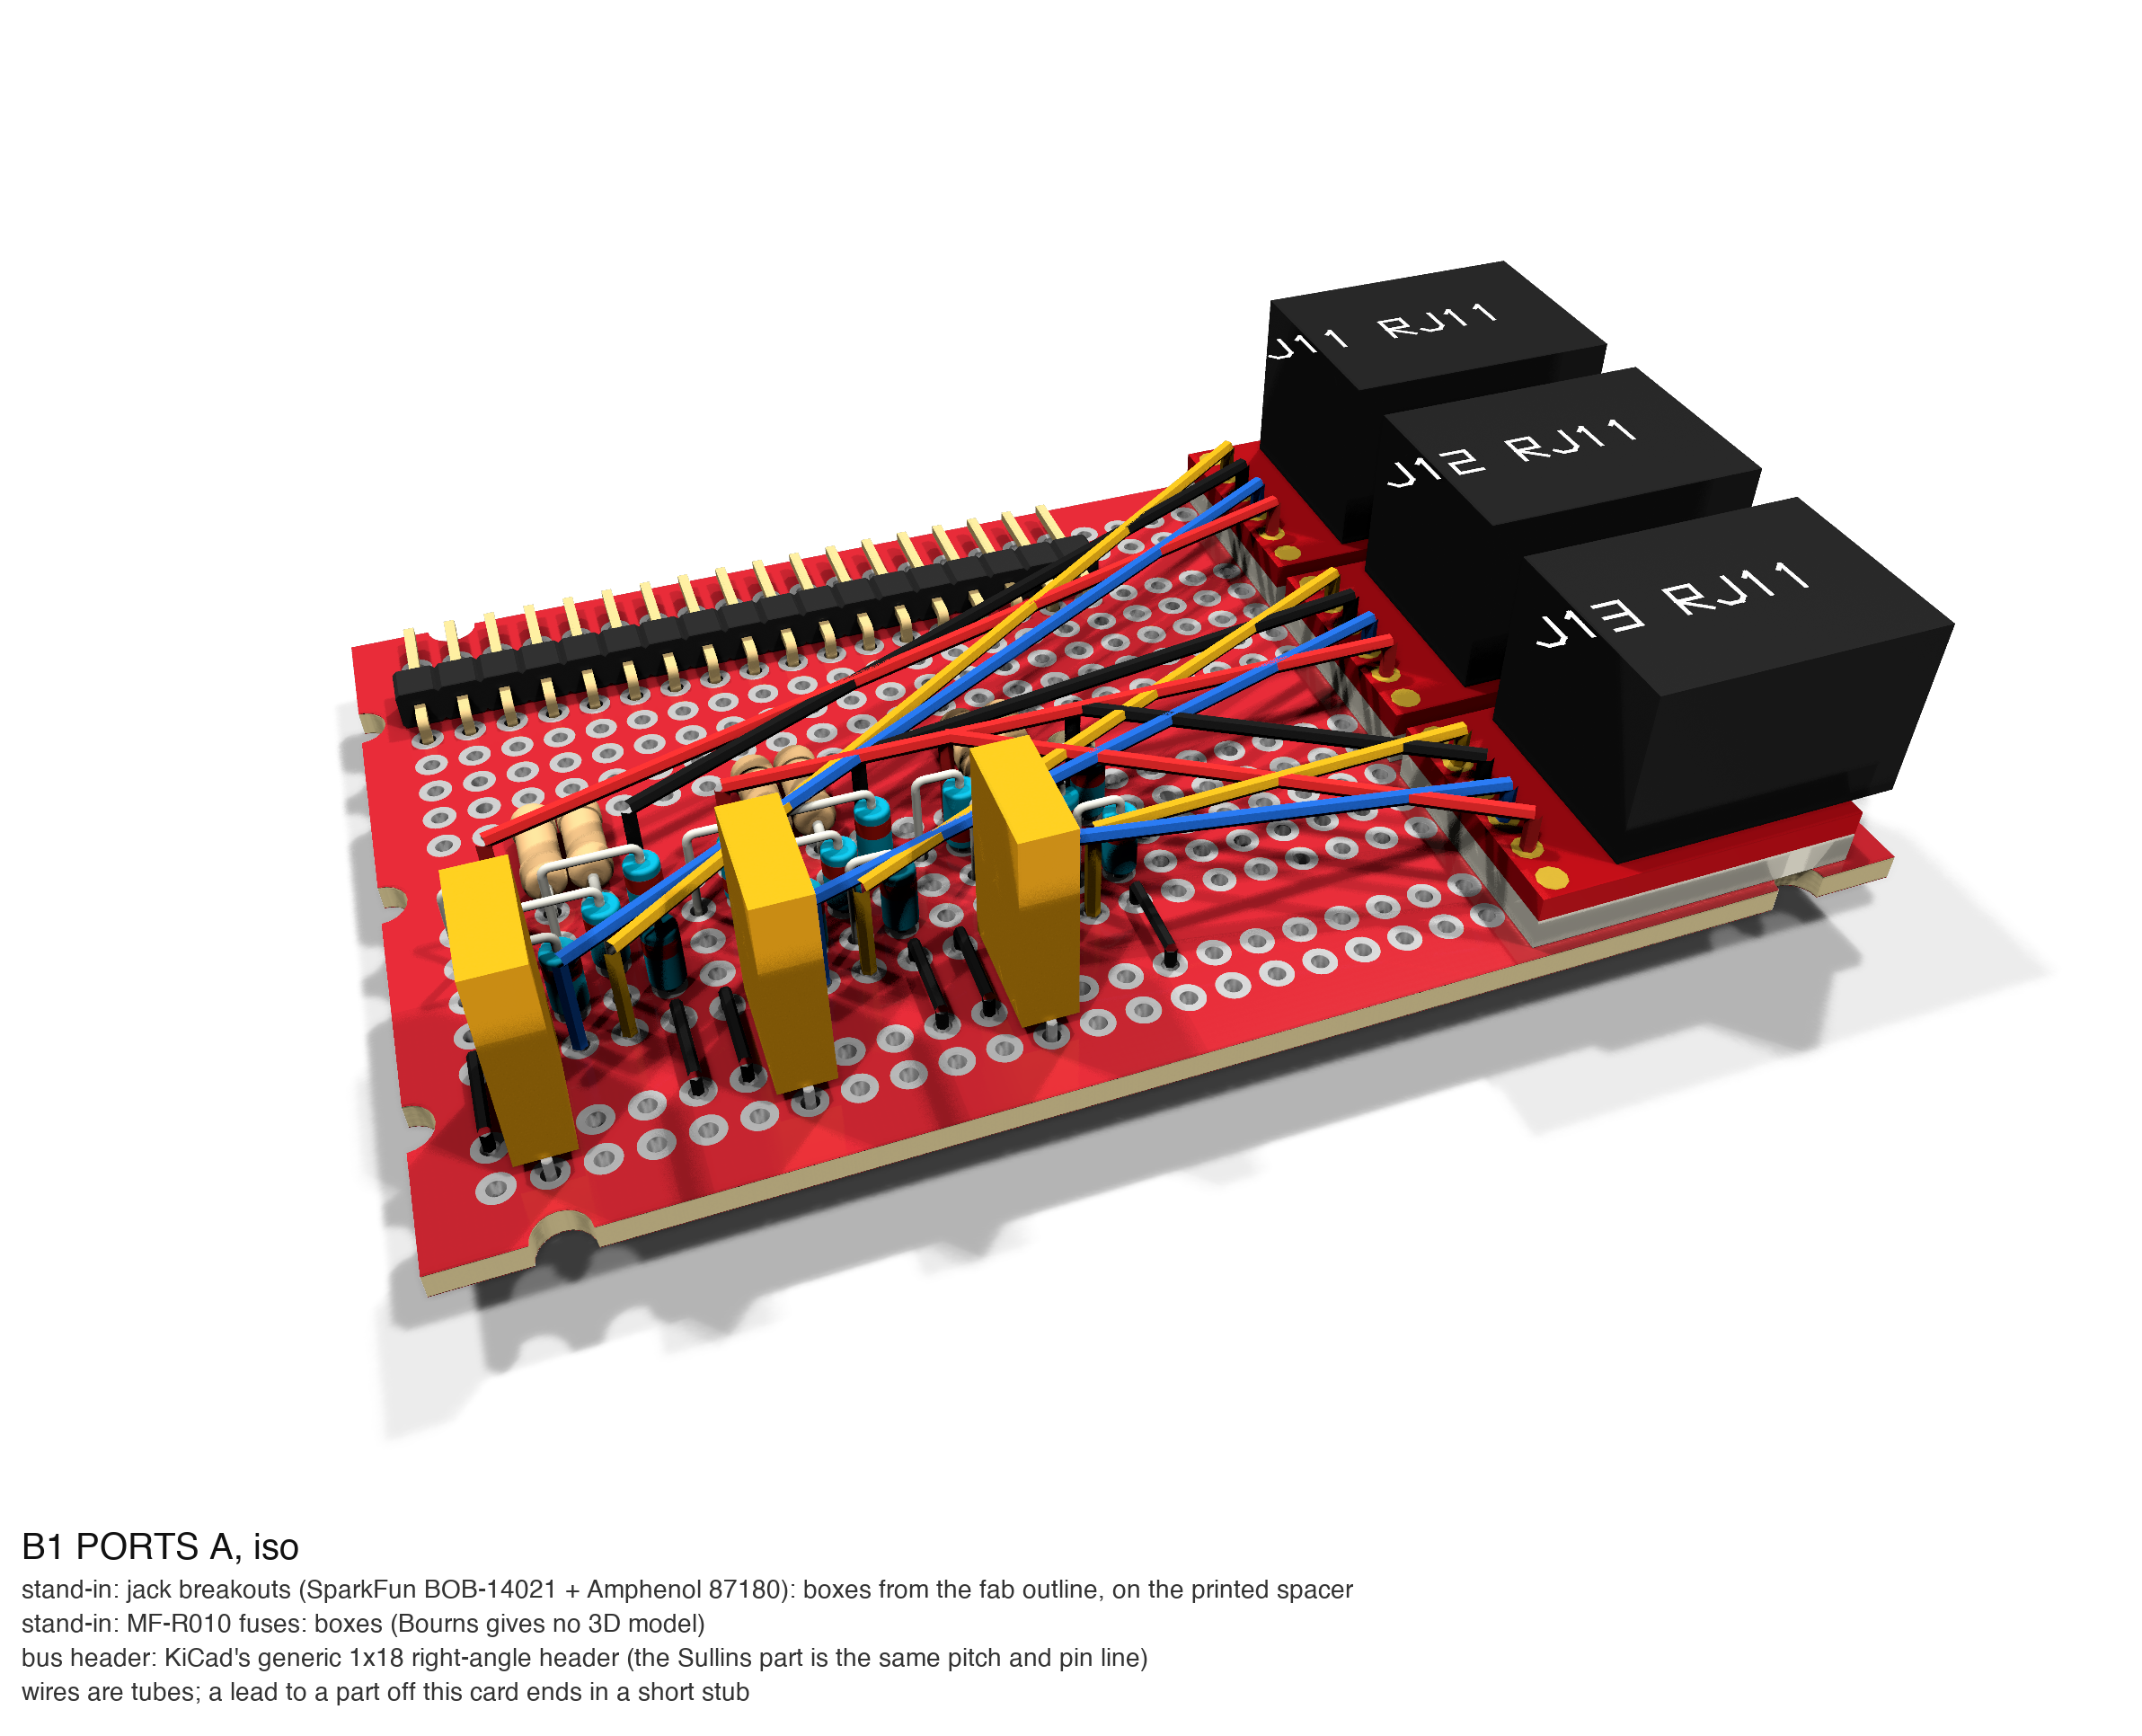 J11 RJ11
J12 RJ11
J13 RJ11
B1 PORTS A, iso
stand-in: jack breakouts (SparkFun BOB-14021 + Amphenol 87180): boxes from the fab outline, on the printed spacer
stand-in: MF-R010 fuses: boxes (Bourns gives no 3D model)
bus header: KiCad's generic 1x18 right-angle header (the Sullins part is the same pitch and pin line)
wires are tubes; a lead to a part off this card ends in a short stub